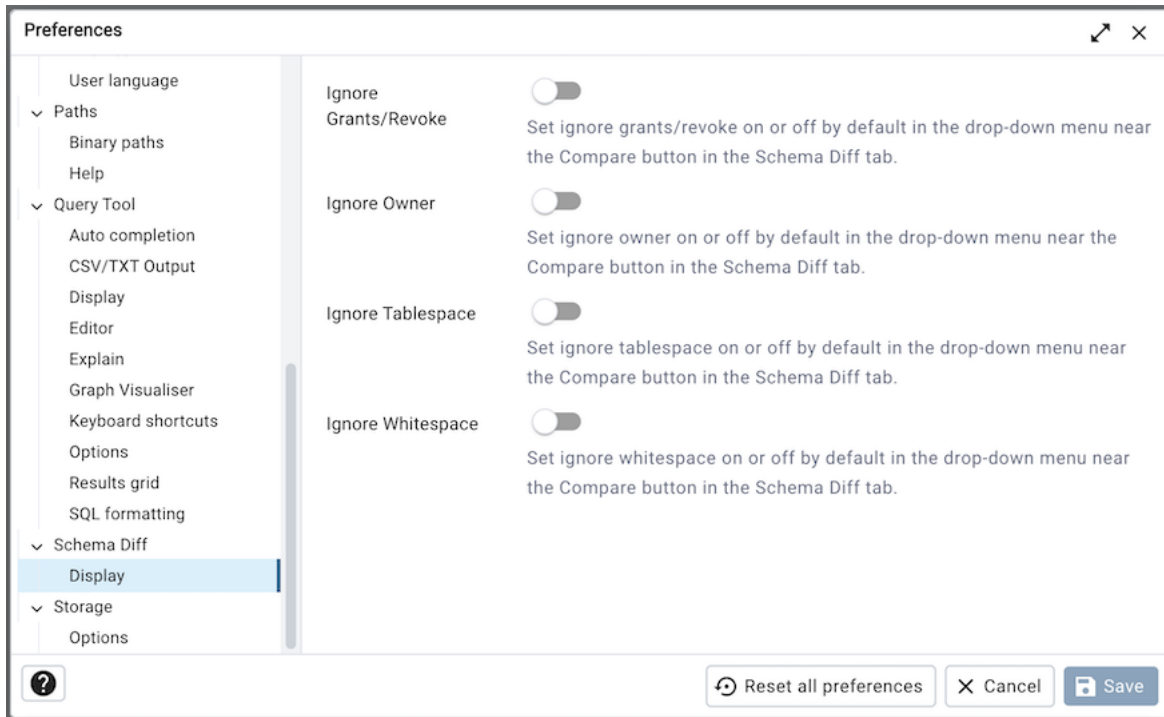 Preferences
User language
Paths
Binary paths
Help
Query Tool
Auto completion
CSV/TXT Output
Display
Editor
Explain
Graph Visualiser
Keyboard shortcuts
Options
Results grid
SQL formatting
Schema Diff
Display
Storage
Options
Ignore
Grants/Revoke
Set ignore grants/revoke on or off by default in the drop-down menu near
the Compare button in the Schema Diff tab.
Ignore Owner
Set ignore owner on or off by default in the drop-down menu near the
Compare button in the Schema Diff tab.
Ignore Tablespace
Set ignore tablespace on or off by default in the drop-down menu near
the Compare button in the Schema Diff tab.
Ignore Whitespace
Set ignore whitespace on or off by default in the drop-down menu near
the Compare button in the Schema Diff tab.
Reset all preferences
Cancel
Save